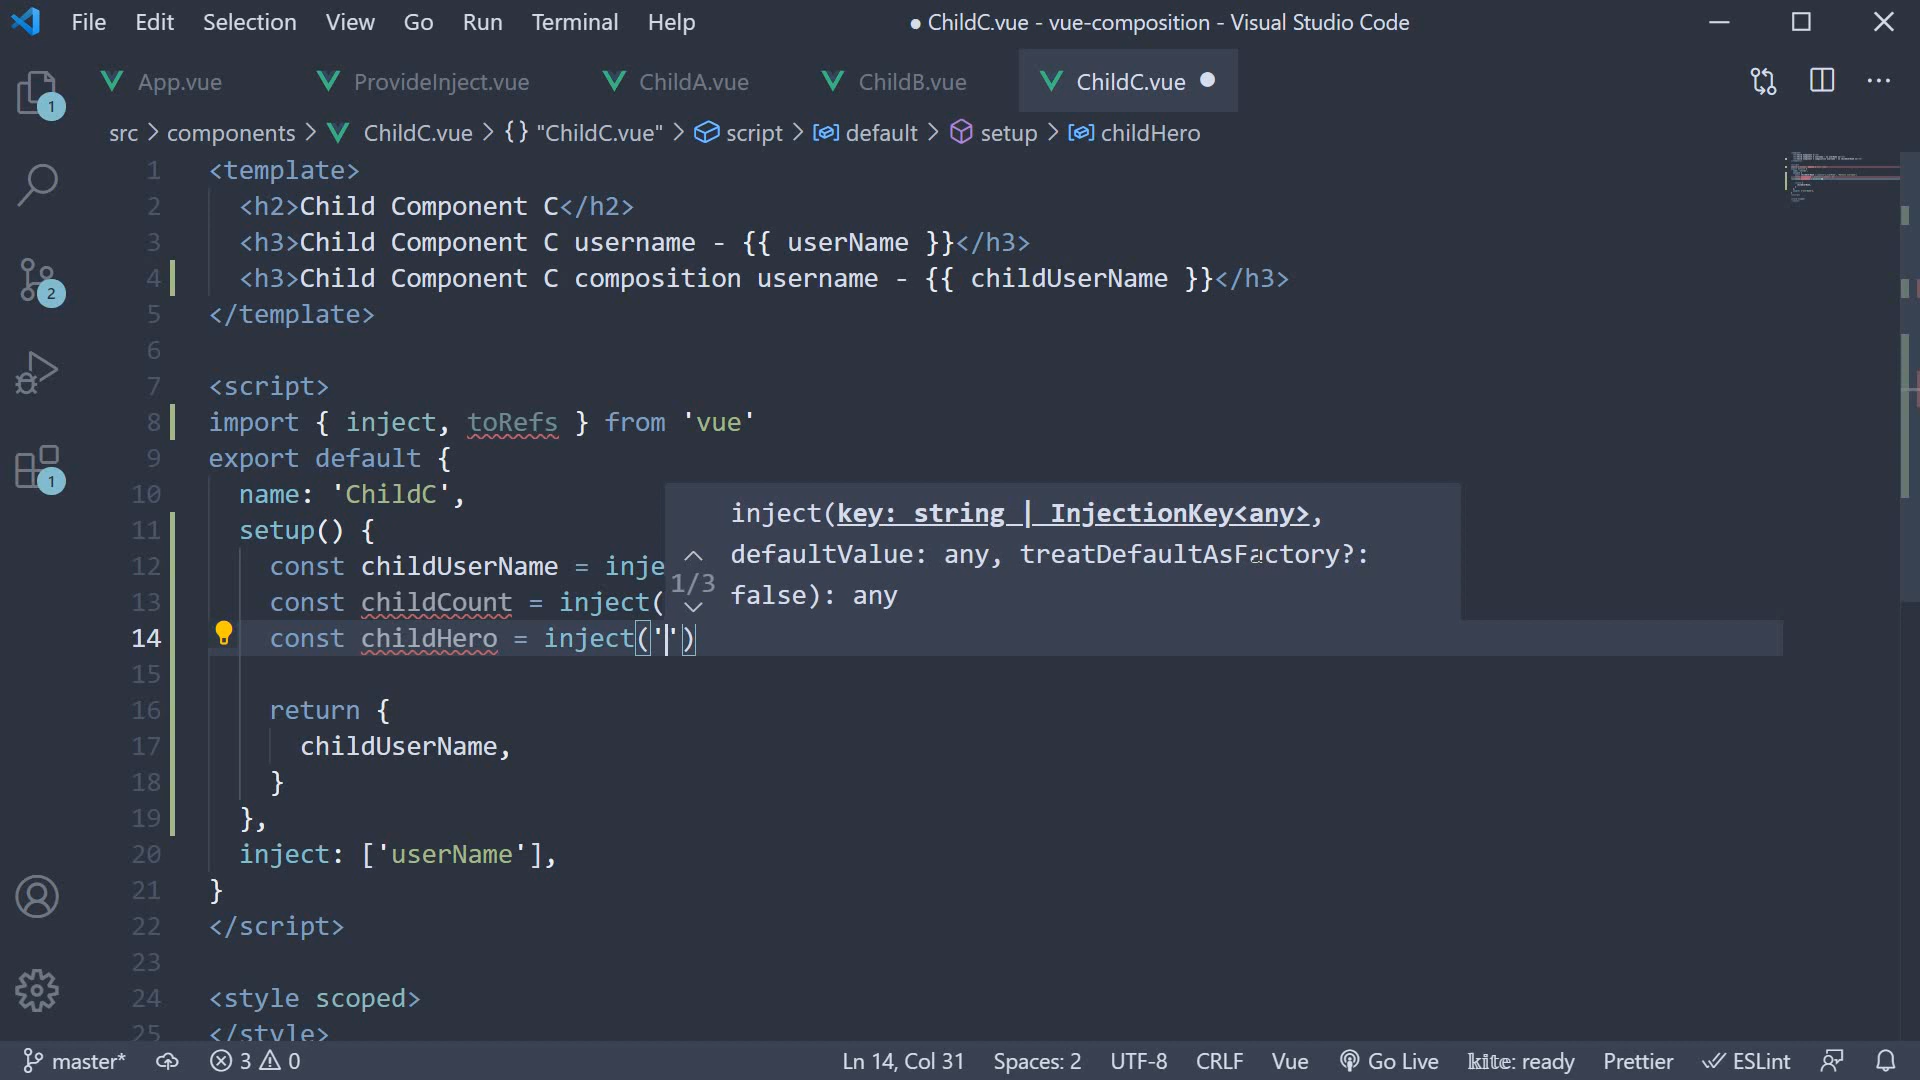 File Edit Selection View Go Run Terminal Help ● ChildC.vue - vue-composition - Visual Studio Code
App.vue ProvideInject.vue ChildA.vue ChildB.vue ChildC.vue ●
src > components > ChildC.vue > {} "ChildC.vue" > script > default > setup > childHero
1 <template>
2 <h2>Child Component C</h2>
3 <h3>Child Component C username - {{ userName }}</h3>
4 <h3>Child Component C composition username - {{ childUserName }}</h3>
5 </template>
6
7 <script>
8 import { inject, toRefs } from 'vue'
9 export default {
10 name: 'ChildC',
11 setup() {
12 const childUserName = inje
13 const childCount = inject(
14 const childHero = inject('')
15
16 return {
17 childUserName,
18 }
19 },
20 inject: ['userName'],
21 }
22 </script>
23
24 <style scoped>
25 </style>
inject(key: string | InjectionKey<any>,
defaultValue: any, treatDefaultAsFactory?:
1/3
false): any
1
2
1
master* 3 0 Ln 14, Col 31 Spaces: 2 UTF-8 CRLF Vue Go Live kite: ready Prettier ESLint